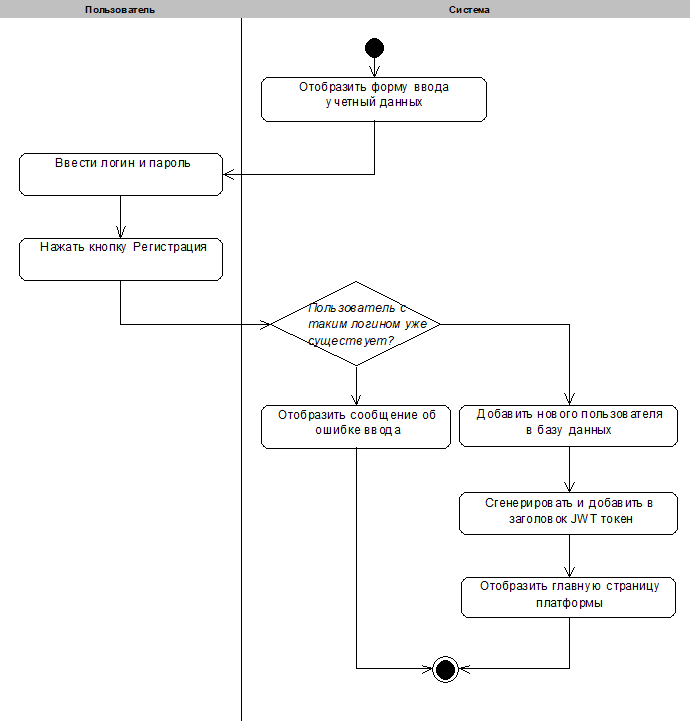 Пользователь
Система
Отобразить форму ввода
учетный данных
Ввести логин и пароль
Нажать кнопку Регистрация
Пользователь с
таким логином уже
существует?
Отобразить сообщение об
ошибке ввода
Добавить нового пользователя
в базу данных
Сгенерировать и добавить в
заголовок JWT токен
Отобразить главную страницу
платформы